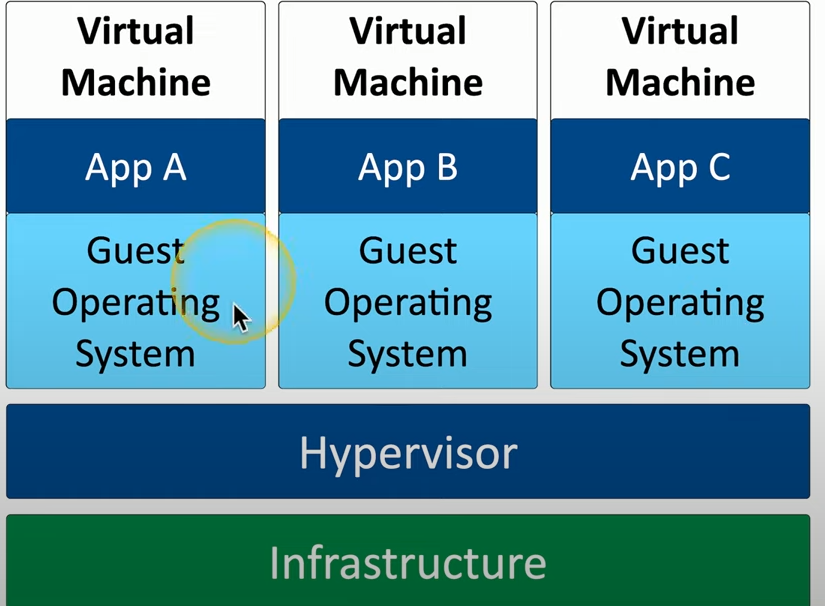 Virtual
Machine
Virtual
Machine
Virtual
Machine
App A
App B
App C
Guest
Operating
System
Guest
Operating
System
Guest
Operating
System
Hypervisor
Infrastructure